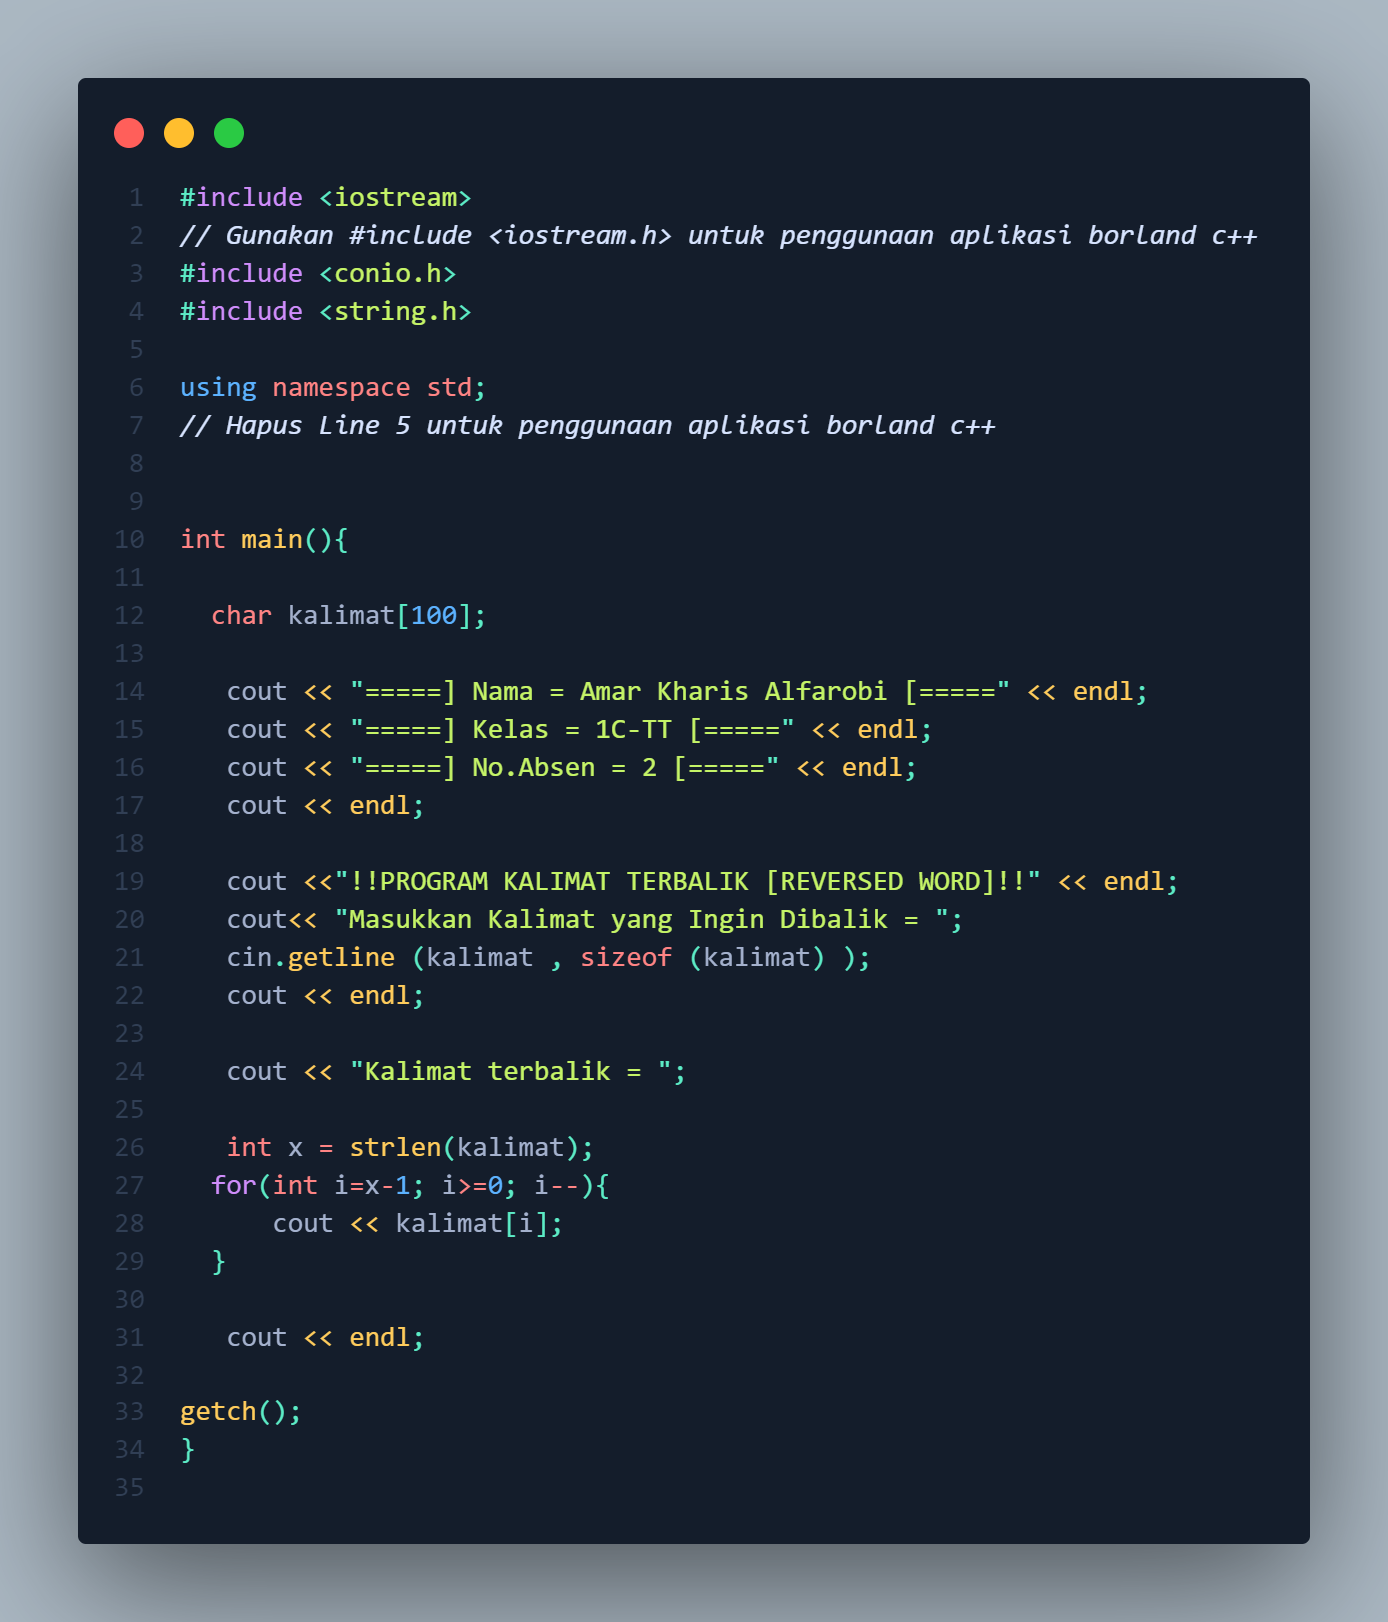 1 #include <iostream>
2 // Gunakan #include <iostream.h> untuk penggunaan aplikasi borland c++
3 #include <conio.h>
4 #include <string.h>
5
6 using namespace std;
7 // Hapus Line 5 untuk penggunaan aplikasi borland c++
8
9
10 int main(){
11
12   char kalimat[100];
13
14    cout << "=====] Nama = Amar Kharis Alfarobi [=====" << endl;
15    cout << "=====] Kelas = 1C-TT [=====" << endl;
16    cout << "=====] No.Absen = 2 [=====" << endl;
17    cout << endl;
18
19    cout <<"!!PROGRAM KALIMAT TERBALIK [REVERSED WORD]!!" << endl;
20    cout<< "Masukkan Kalimat yang Ingin Dibalik = ";
21    cin.getline (kalimat , sizeof (kalimat) );
22    cout << endl;
23
24    cout << "Kalimat terbalik = ";
25
26    int x = strlen(kalimat);
27   for(int i=x-1; i>=0; i--){
28       cout << kalimat[i];
29   }
30
31    cout << endl;
32
33 getch();
34 }
35